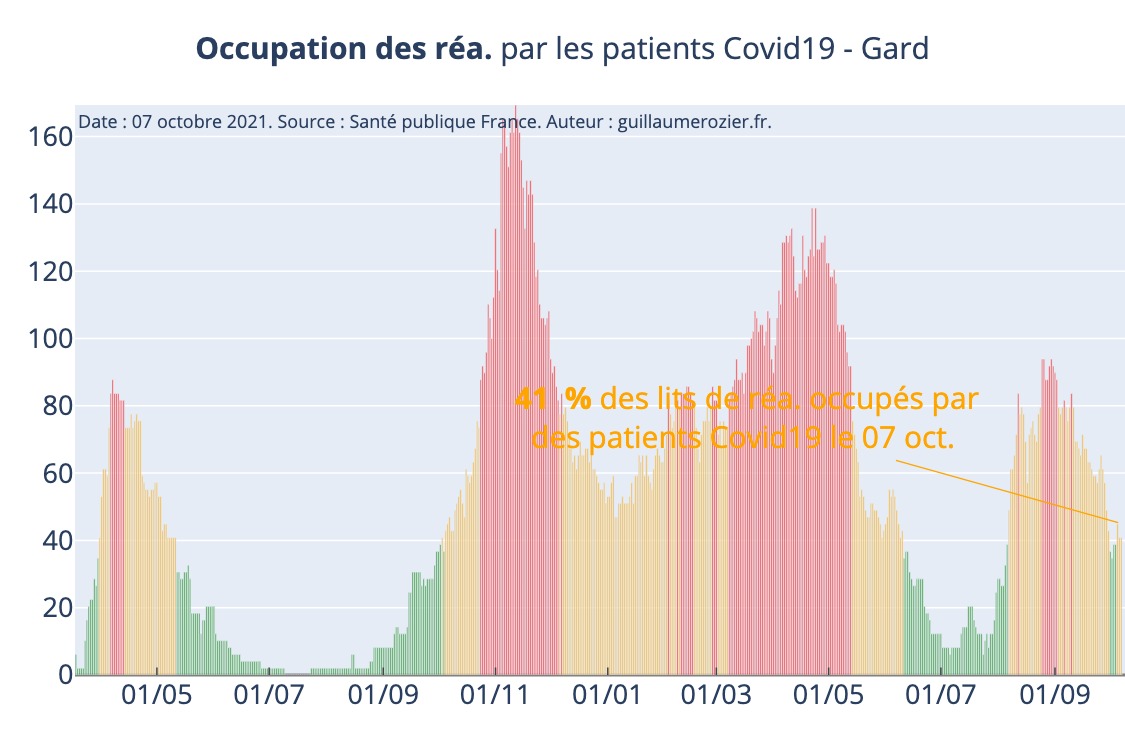 Occupation des réa. par les patients Covid19 - Gard
Date : 07 octobre 2021. Source : Santé publique France. Auteur : guillaumerozier.fr.
160
140
120
100
80
60
40
20
0
41 % des lits de réa. occupés par
des patients Covid19 le 07 oct.
01/05 01/07 01/09 01/11 01/01 01/03 01/05 01/07 01/09